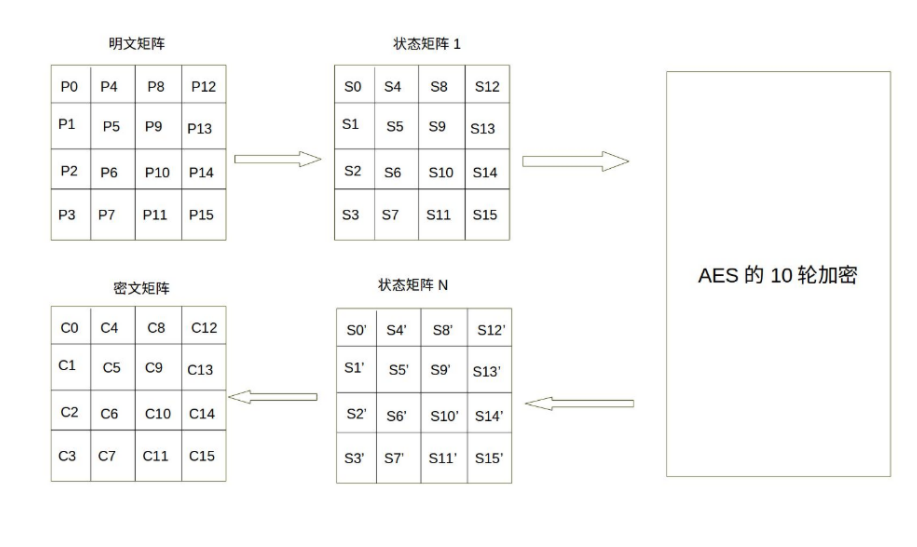 明文矩阵
P0 P4 P8 P12
P1 P5 P9 P13
P2 P6 P10 P14
P3 P7 P11 P15
状态矩阵 1
S0 S4 S8 S12
S1 S5 S9 S13
S2 S6 S10 S14
S3 S7 S11 S15
AES 的 10 轮加密
密文矩阵
C0 C4 C8 C12
C1 C5 C9 C13
C2 C6 C10 C14
C3 C7 C11 C15
状态矩阵 N
S0’ S4’ S8’ S12’
S1’ S5’ S9’ S13’
S2’ S6’ S10’ S14’
S3’ S7’ S11’ S15’